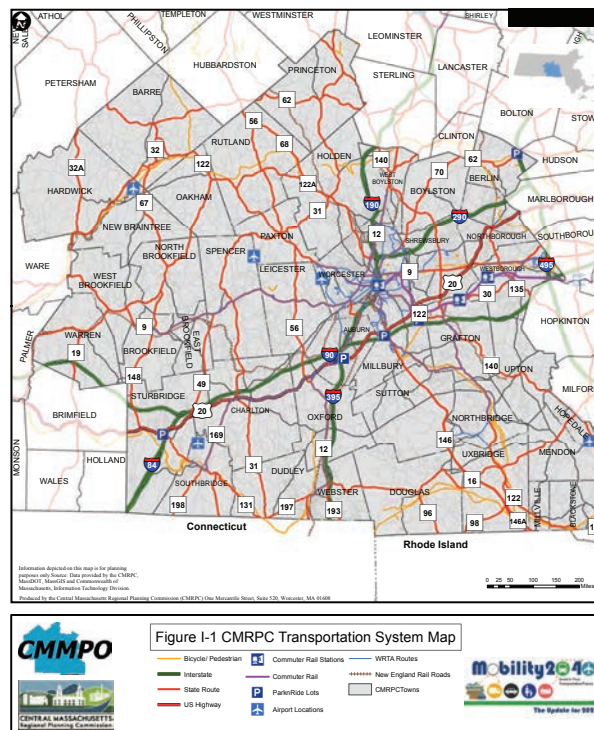 ATHOL
TEMPLETON
WESTMINSTER
SHIRLEY
PHILLIPSTON
LEOMINSTER
HUBBARDSTON
PRINCETON
LANCASTER
STERLING
PETERSHAM
BARRE
BOLTON
62
56
CLINTON
RUTLAND
32
68
HOLDEN
140
62
P
HUDSON
122
WEST
BOYLSTON
70
BERLIN
32A
HARDWICK
122A
BOYLSTON
67
OAKHAM
190
MARLBOROUGH
31
290
NEW BRAINTREE
12
NORTHBOROUGH
PAXTON
SHREWSBURY
NORTH
BROOKFIELD
SPENCER
495
WARE
LEICESTER
WORCESTER
9
WESTBOROUGH
WEST
BROOKFIELD
20
30
135
122
HOPKINTON
9
56
AUBURN
PALMER
WARREN
EAST
BROOKFIELD
GRAFTON
19
BROOKFIELD
90
P
MILLBURY
140
UPTON
148
49
STURBRIDGE
395
SUTTON
BRIMFIELD
20
CHARLTON
OXFORD
NORTHBRIDGE
HOPEDALE
169
146
MONSON
HOLLAND
84
12
UXBRIDGE
MENDON
WALES
SOUTHBRIDGE
31
DUDLEY
16
WEBSTER
DOUGLAS
122
198
131
197
193
96
98
146A
MILLVILLE
BLACKSTONE
Connecticut
Rhode Island
Information depicted on this map is for planning
purposes only.Source: Data provided by the CMRPC,
MassDOT, MassGIS and Commonwealth of
Massachusetts, Information Technology Division.
0 50 100 200
Miles
Produced by the Central Massachusetts Regional Planning Commission (CMRPC) One Mercantile Street, Suite 520, Worcester, MA 01608
CMMPO
CENTRAL MASSACHUSETTS
Regional Planning Commission
Figure I-1 CMRPC Transportation System Map
Bicycle/ Pedestrian
Interstate
State Route
US Highway
Commuter Rail Stations
Commuter Rail
P ParknRide Lots
Airport Locations
WRTA Routes
New England Rail Roads
CMRPCTowns
Mobility2040